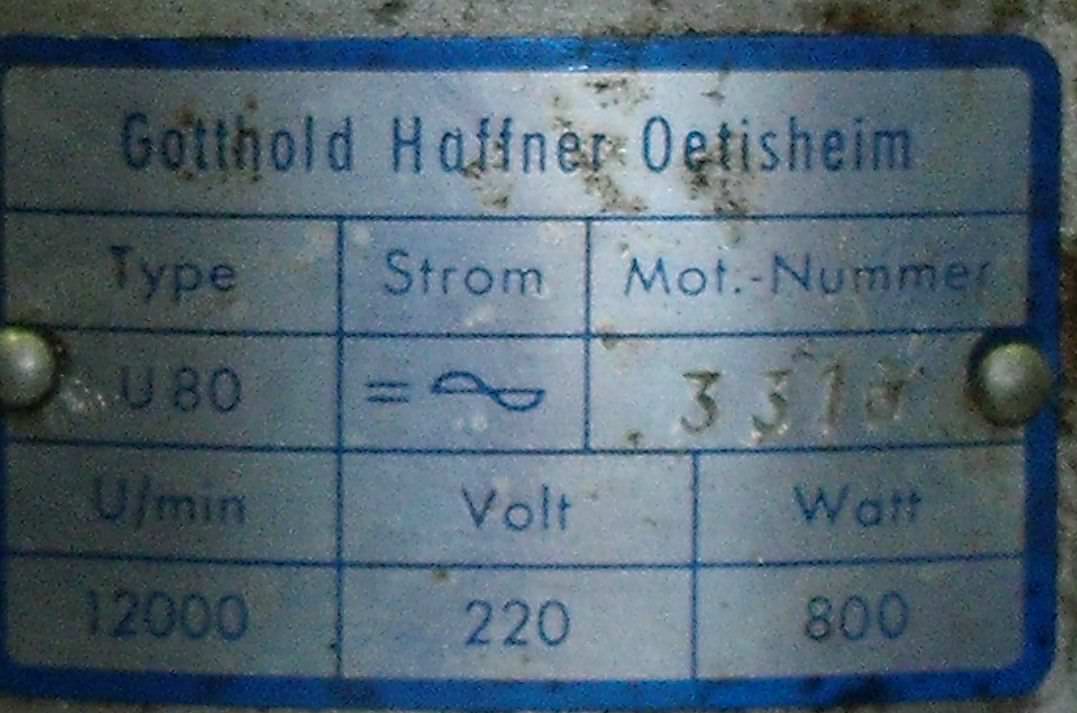 Gotthold Haffner Oetisheim
Type Strom Mot.-Nummer
U 80 =
U/min Volt Watt
12000 220 800